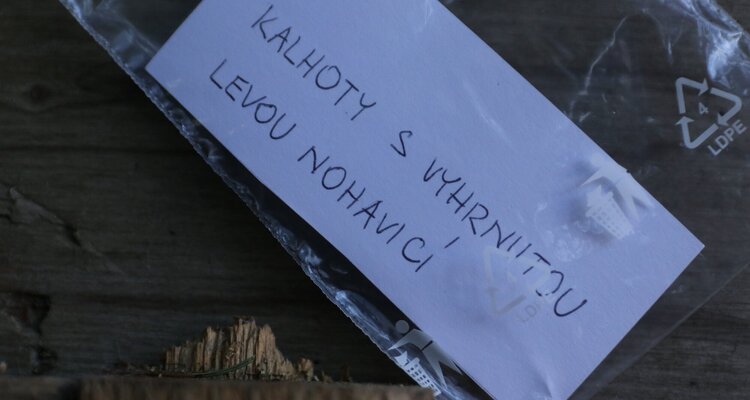 KALHOTY S VYHRNUTOU
LEVOU NOHAVICÍ
4
LDPE